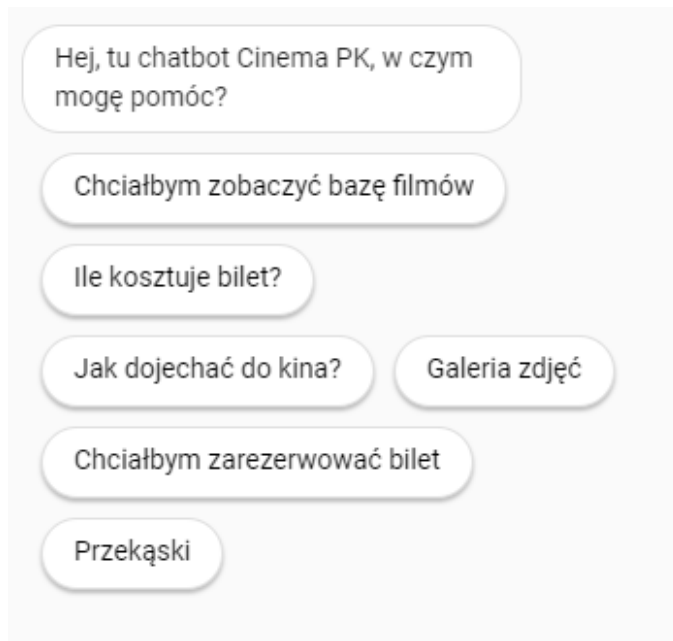 Hej, tu chatbot Cinema PK, w czym
mogę pomóc?
Chciałbym zobaczyć bazę filmów
Ile kosztuje bilet?
Jak dojechać do kina?
Galeria zdjęć
Chciałbym zarezerwować bilet
Przekąski